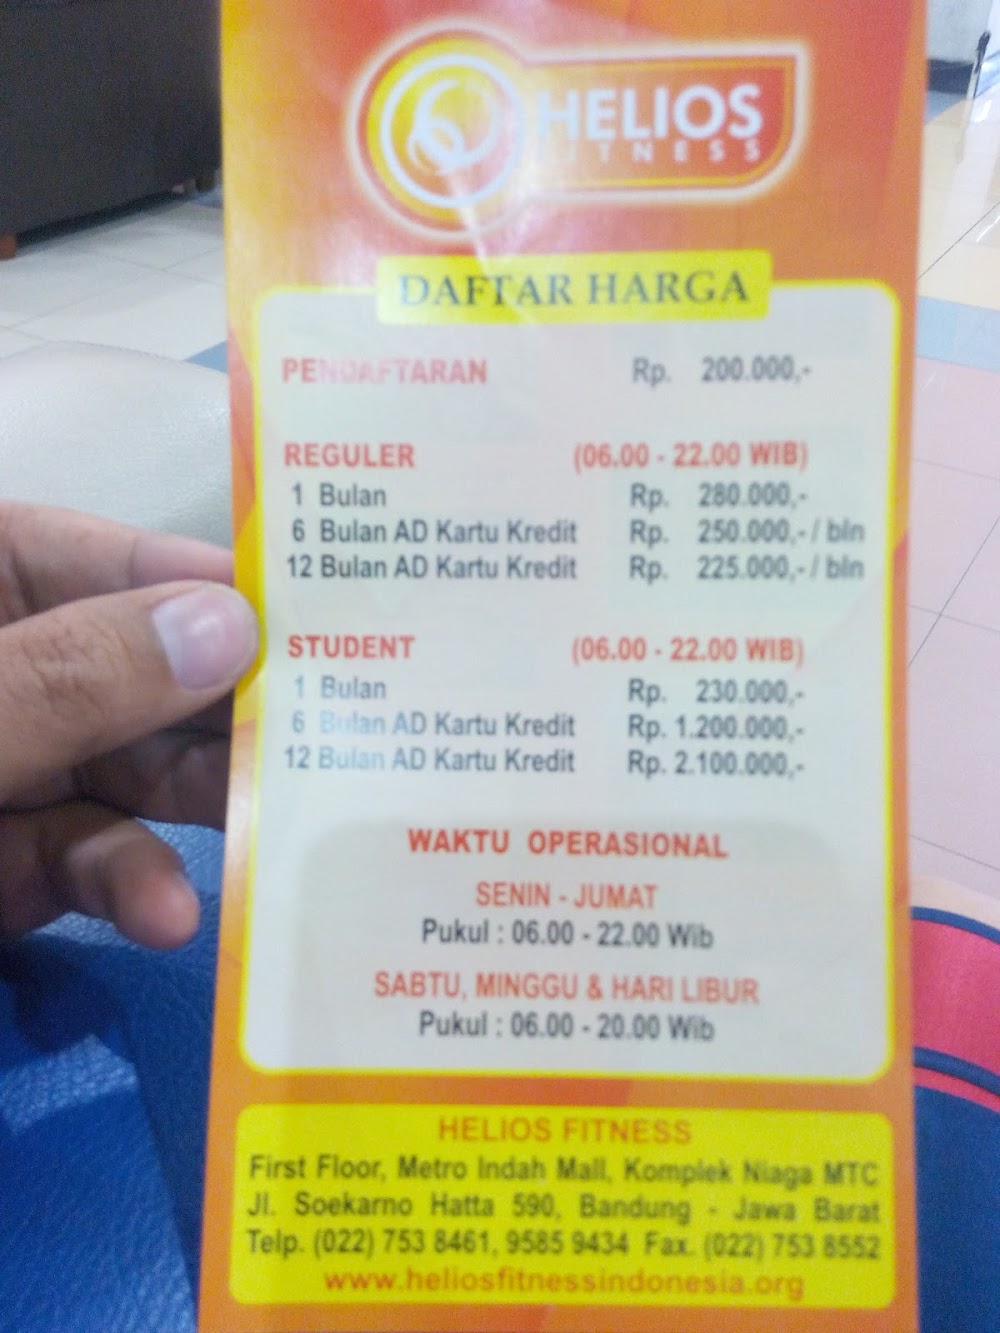 HELIOS
FITNESS
DAFTAR HARGA
PENDAFTARAN Rp. 200.000,-
REGULER (06.00 - 22.00 WIB)
1 Bulan Rp. 280.000,-
6 Bulan AD Kartu Kredit Rp. 250.000,- / bln
12 Bulan AD Kartu Kredit Rp. 225.000,- / bln
STUDENT (06.00 - 22.00 WIB)
1 Bulan Rp. 230.000,-
6 Bulan AD Kartu Kredit Rp. 1.200.000,-
12 Bulan AD Kartu Kredit Rp. 2.100.000,-
WAKTU OPERASIONAL
SENIN - JUMAT
Pukul : 06.00 - 22.00 Wib
SABTU, MINGGU & HARI LIBUR
Pukul : 06.00 - 20.00 Wib
HELIOS FITNESS
First Floor, Metro Indah Mall, Komplek Niaga MTC
Jl. Soekarno Hatta 590, Bandung - Jawa Barat
Telp. (022) 753 8461, 9585 9434 Fax. (022) 753 8552
www.heliosfitnessindonesia.org